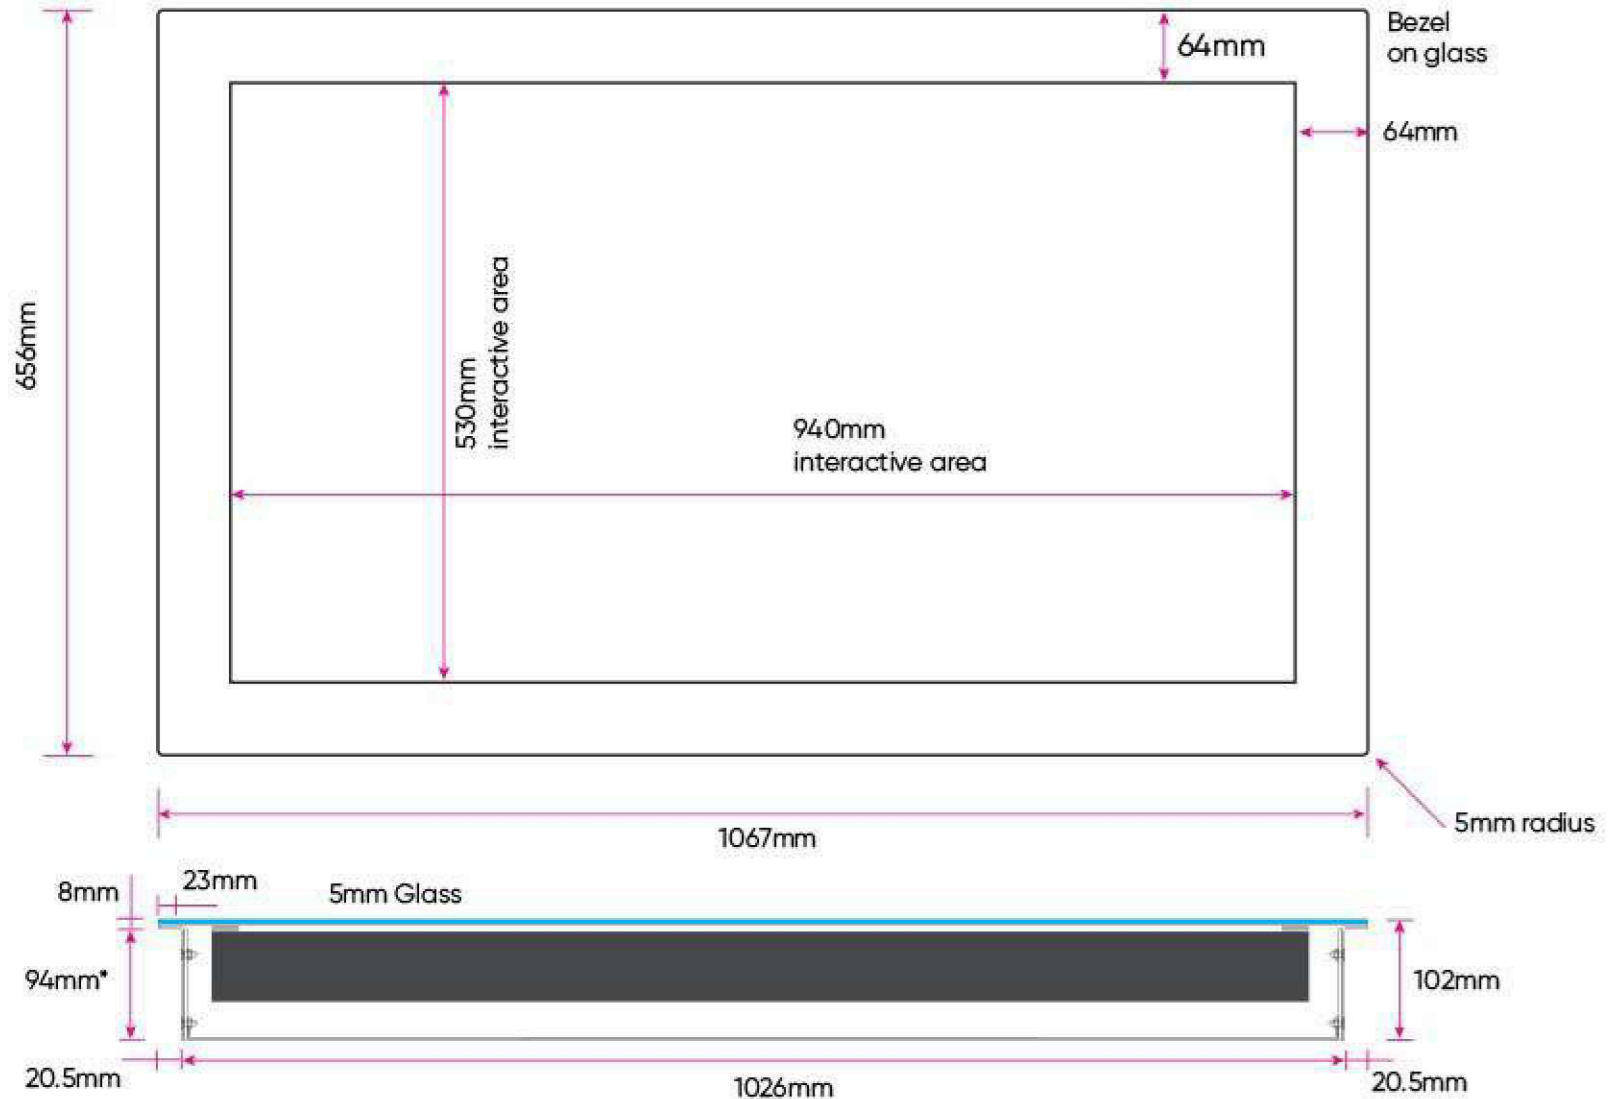 Bezel
on glass
64mm
64mm
656mm
530mm
interactive area
940mm
interactive area
1067mm
5mm radius
8mm
23mm
5mm Glass
94mm*
102mm
20.5mm
1026mm
20.5mm